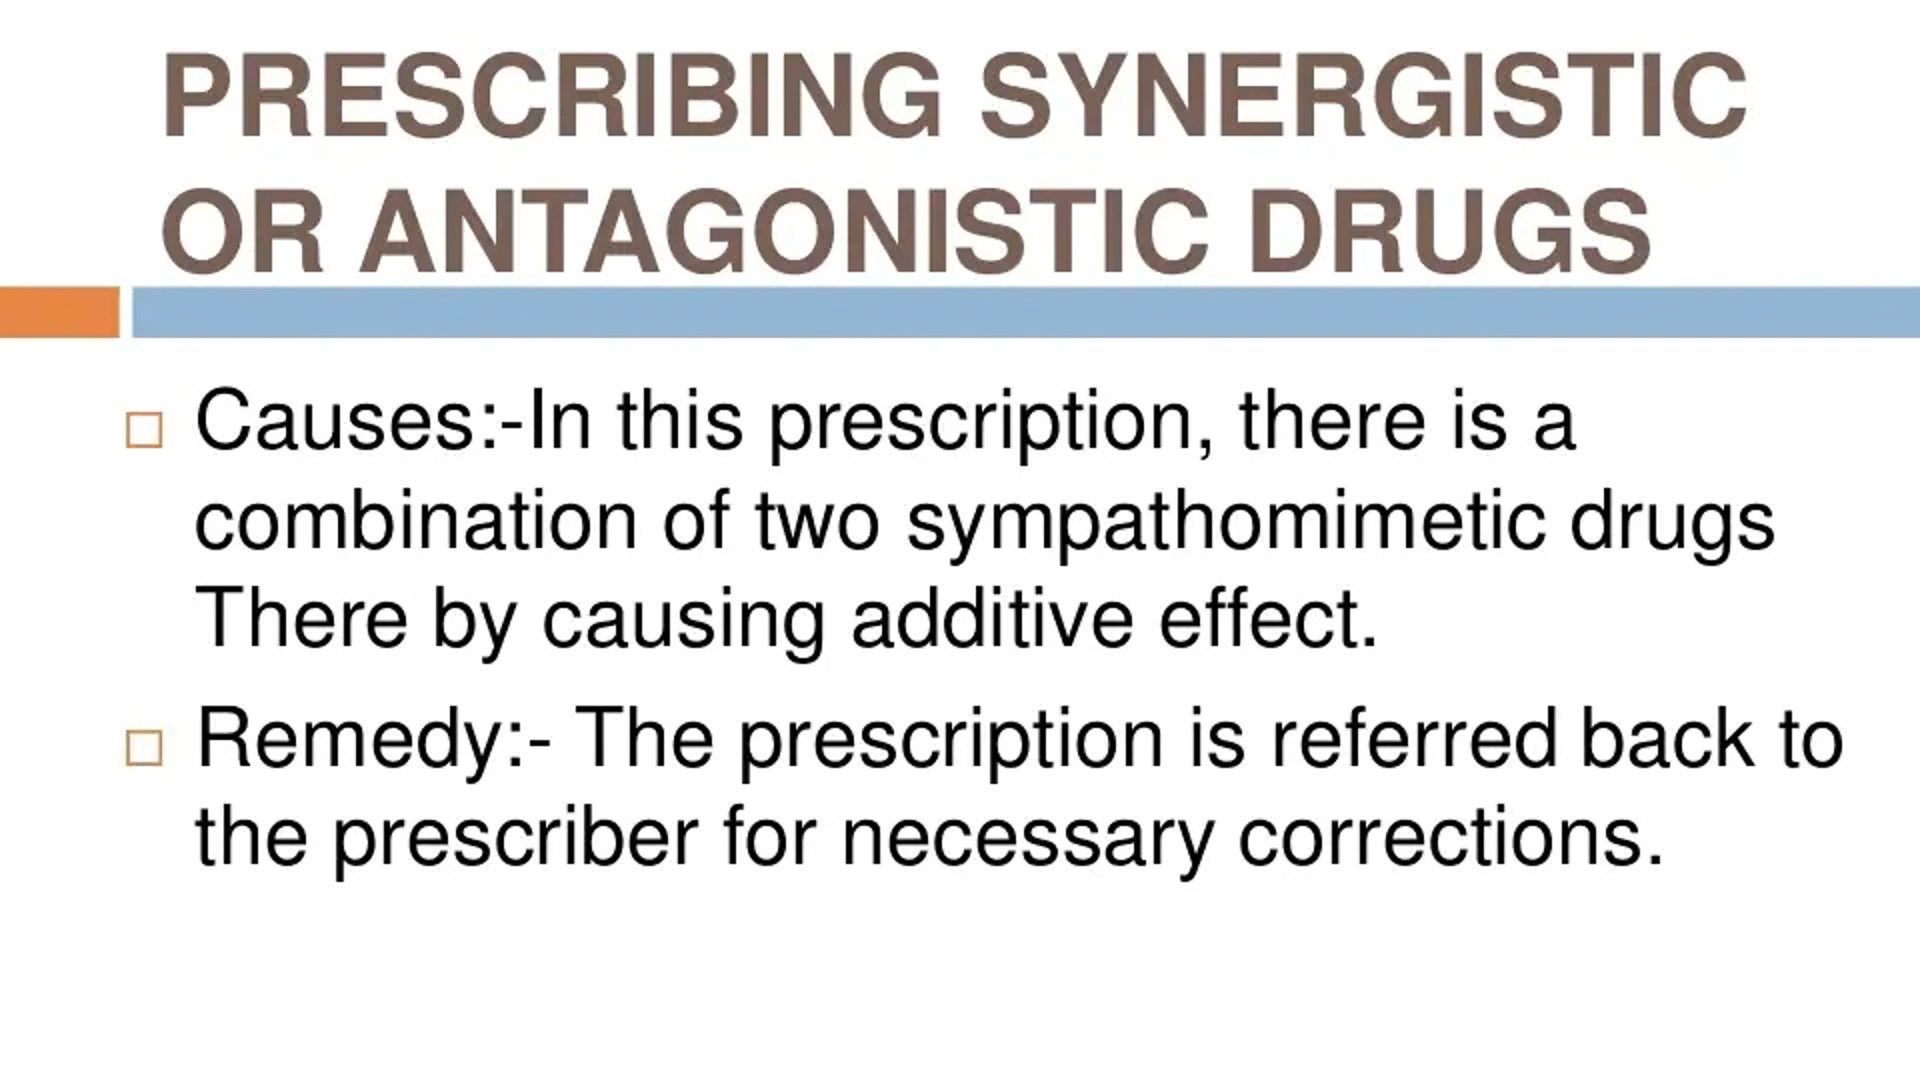 PRESCRIBING SYNERGISTIC
OR ANTAGONISTIC DRUGS
Causes:-In this prescription, there is a
combination of two sympathomimetic drugs
There by causing additive effect.
Remedy:- The prescription is referred back to
the prescriber for necessary corrections.